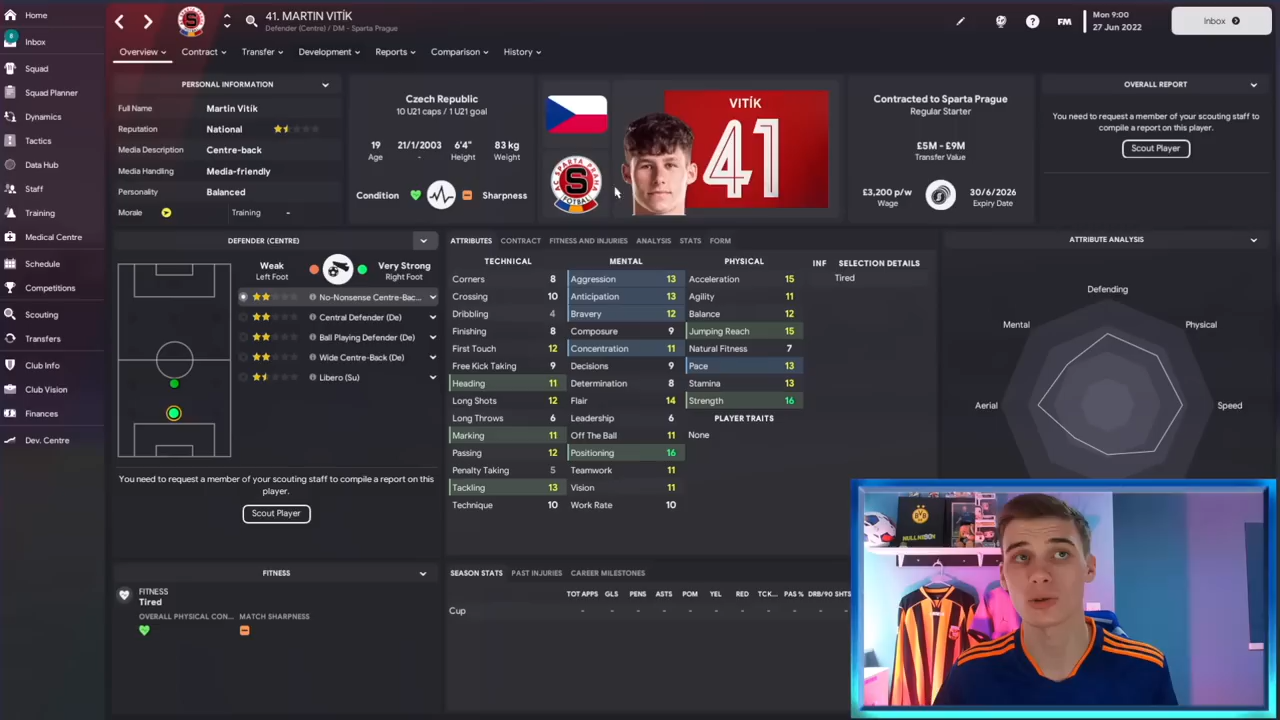 Home
Inbox
Squad
Squad Planner
Dynamics
Tactics
Data Hub
Staff
Training
Medical Centre
Schedule
Competitions
Scouting
Transfers
Club Info
Club Vision
Finances
Dev. Centre
41. MARTIN VITÍK
Defender (Centre) / DM - Sparta Prague
FM
Mon 9:00
27 Jun 2022
Inbox
Overview
Contract
Transfer
Development
Reports
Comparison
History
PERSONAL INFORMATION
Full Name Martin Vitík
Reputation National
Media Description Centre-back
Media Handling Media-friendly
Personality Balanced
Morale Training -
Czech Republic
10 U21 caps / 1 U21 goal
19 21/1/2003 6'4" 83 kg
Age - Height Weight
Condition Sharpness
AC SPARTA PRAHA
FOTBAL
VITÍK
41
Contracted to Sparta Prague
Regular Starter
£5M - £9M
Transfer Value
£3,200 p/w 30/6/2026
Wage Expiry Date
OVERALL REPORT
You need to request a member of your scouting staff to
compile a report on this player.
Scout Player
DEFENDER (CENTRE)
Weak Very Strong
Left Foot Right Foot
No-Nonsense Centre-Bac...
Central Defender (De)
Ball Playing Defender (De)
Wide Centre-Back (De)
Libero (Su)
You need to request a member of your scouting staff to compile a report on this
player.
Scout Player
ATTRIBUTES CONTRACT FITNESS AND INJURIES ANALYSIS STATS FORM
TECHNICAL MENTAL PHYSICAL INF SELECTION DETAILS
Corners 8 Aggression 13 Acceleration 15 Tired
Crossing 10 Anticipation 13 Agility 11
Dribbling 4 Bravery 12 Balance 12
Finishing 8 Composure 9 Jumping Reach 15
First Touch 12 Concentration 11 Natural Fitness 7
Free Kick Taking 9 Decisions 9 Pace 13
Heading 11 Determination 8 Stamina 13
Long Shots 12 Flair 14 Strength 16
Long Throws 6 Leadership 6 PLAYER TRAITS
Marking 11 Off The Ball 11 None
Passing 12 Positioning 16
Penalty Taking 5 Teamwork 11
Tackling 13 Vision 11
Technique 10 Work Rate 10
ATTRIBUTE ANALYSIS
Defending
Mental Physical
Aerial Speed
FITNESS
FITNESS
Tired
OVERALL PHYSICAL CON... MATCH SHARPNESS
SEASON STATS PAST INJURIES CAREER MILESTONES
TOT APPS GLS PENS ASTS POM YEL RED TCK... PAS % DRB/90 SHTS
Cup - - - - - - - - - - -
BVB
09